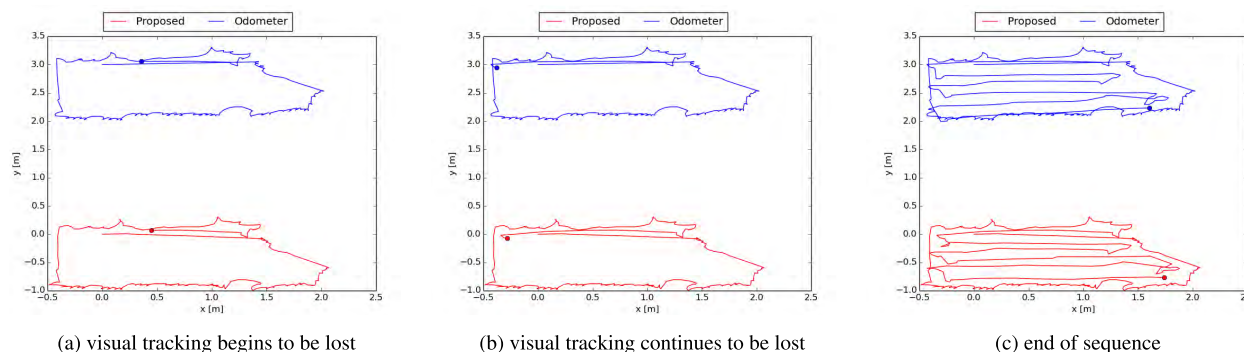 Proposed Odometer
3.5
3.0
2.5
2.0
1.5
1.0
0.5
0.0
−0.5
−1.0
y [m]
−0.5 0.0 0.5 1.0 1.5 2.0 2.5
x [m]
(a) visual tracking begins to be lost
Proposed Odometer
3.5
3.0
2.5
2.0
1.5
1.0
0.5
0.0
−0.5
−1.0
y [m]
−0.5 0.0 0.5 1.0 1.5 2.0 2.5
x [m]
(b) visual tracking continues to be lost
Proposed Odometer
3.5
3.0
2.5
2.0
1.5
1.0
0.5
0.0
−0.5
−1.0
y [m]
−0.5 0.0 0.5 1.0 1.5 2.0 2.
x [m]
(c) end of sequence